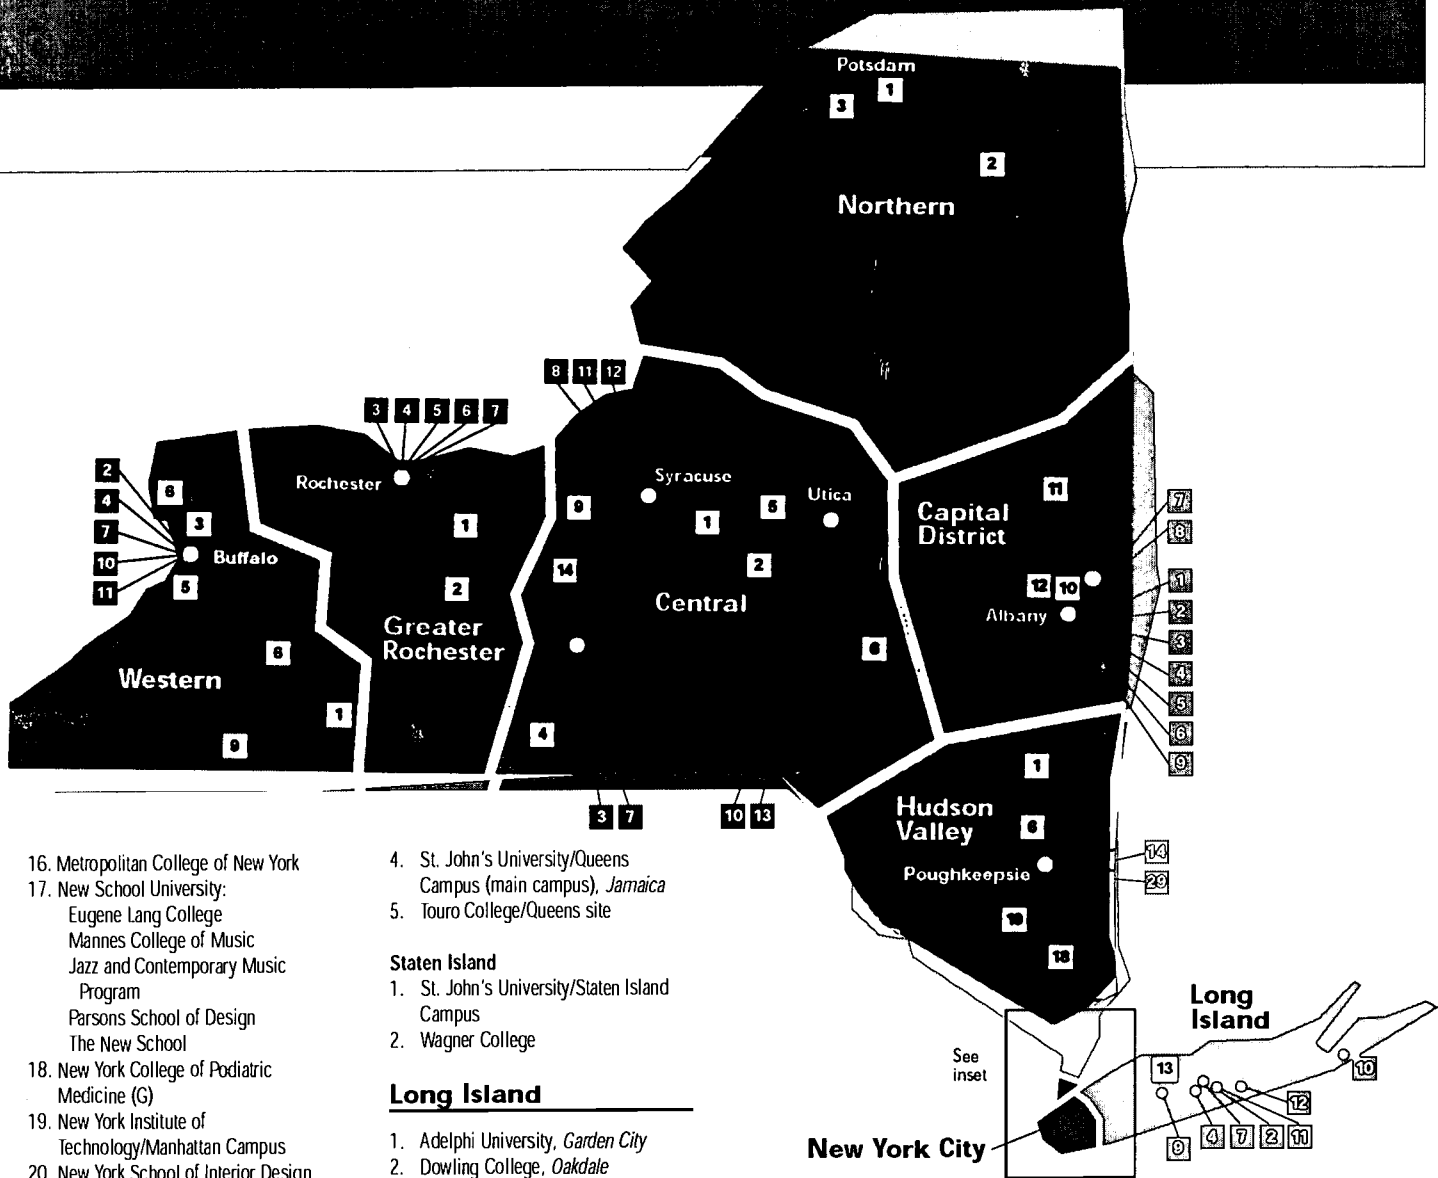 Potsdam
1
3
2
Northern
8 11 12
3 4 5 6 7
2
4
7
10
11
6
3
Buffalo
5
Rochester
1
2
Greater
Rochester
Western
1
9
Syracuse
9
1
5
Utica
14
2
Central
6
4
3 7
10 13
11
Capital
District
12 10
Albany
7
8
1
2
3
4
5
6
9
1
Hudson
Valley
6
Poughkeepsie
14
29
18
Long
Island
See
inset
13
10
12
9
4 7 2 11
New York City
16. Metropolitan College of New York
17. New School University:
Eugene Lang College
Mannes College of Music
Jazz and Contemporary Music
Program
Parsons School of Design
The New School
18. New York College of Podiatric
Medicine (G)
19. New York Institute of
Technology/Manhattan Campus
20. New York School of Interior Design
4. St. John's University/Queens
Campus (main campus), Jamaica
5. Touro College/Queens site
Staten Island
1. St. John's University/Staten Island
Campus
2. Wagner College
Long Island
1. Adelphi University, Garden City
2. Dowling College, Oakdale